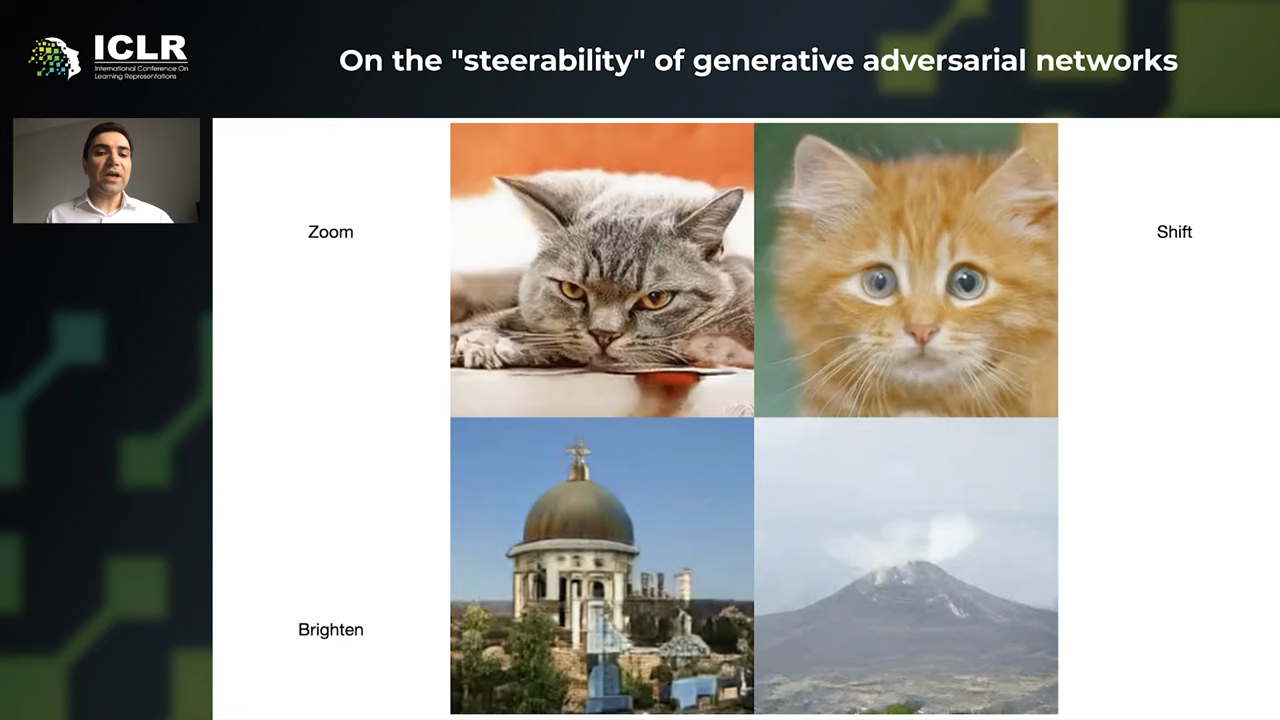 ICLR
International Conference On
Learning Representations
On the "steerability" of generative adversarial networks
Zoom
Shift
Brighten